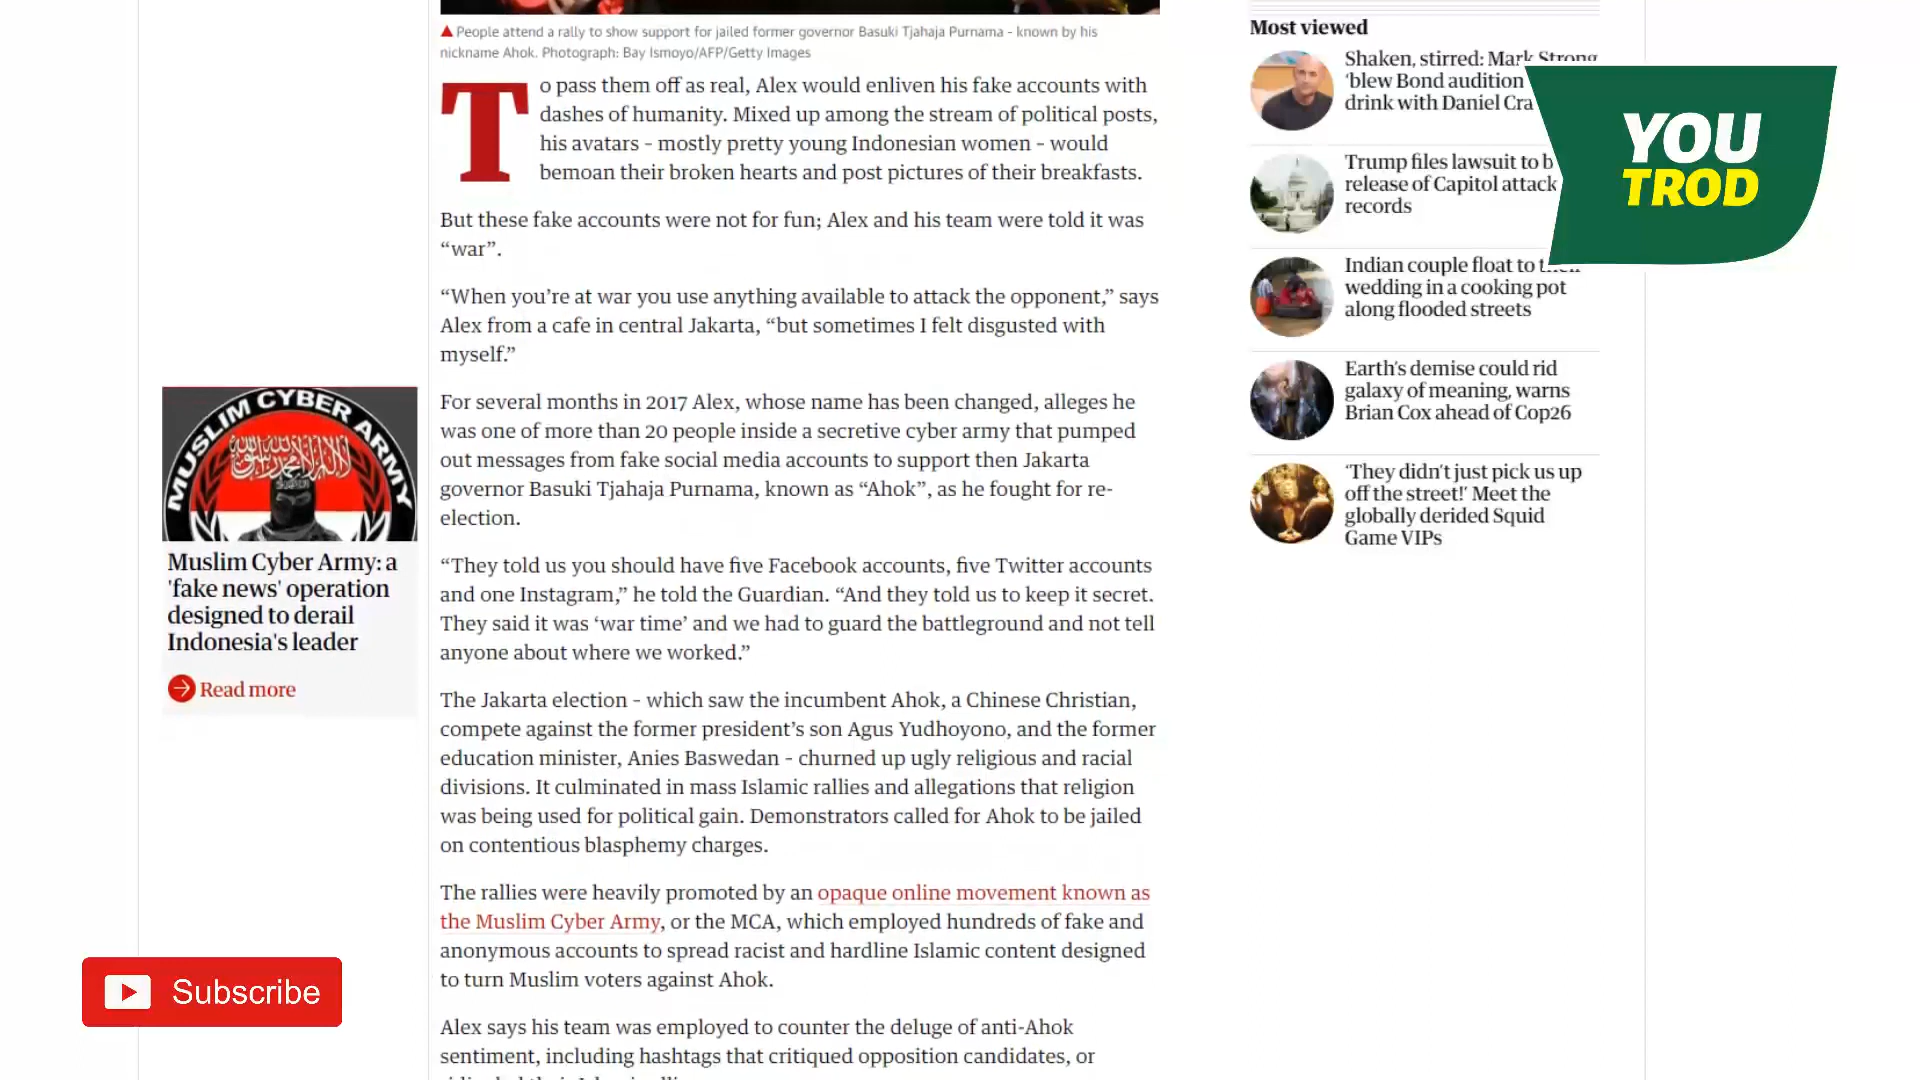 People attend a rally to show support for jailed former governor Basuki Tjahaja Purnama - known by his
nickname Ahok. Photograph: Bay Ismoyo/AFP/Getty Images
To pass them off as real, Alex would enliven his fake accounts with
dashes of humanity. Mixed up among the stream of political posts,
his avatars - mostly pretty young Indonesian women - would
bemoan their broken hearts and post pictures of their breakfasts.
But these fake accounts were not for fun; Alex and his team were told it was
“war”.
“When you’re at war you use anything available to attack the opponent,” says
Alex from a cafe in central Jakarta, “but sometimes I felt disgusted with
myself.”
For several months in 2017 Alex, whose name has been changed, alleges he
was one of more than 20 people inside a secretive cyber army that pumped
out messages from fake social media accounts to support then Jakarta
governor Basuki Tjahaja Purnama, known as “Ahok”, as he fought for re-
election.
“They told us you should have five Facebook accounts, five Twitter accounts
and one Instagram,” he told the Guardian. “And they told us to keep it secret.
They said it was ‘war time’ and we had to guard the battleground and not tell
anyone about where we worked.”
The Jakarta election - which saw the incumbent Ahok, a Chinese Christian,
compete against the former president’s son Agus Yudhoyono, and the former
education minister, Anies Baswedan - churned up ugly religious and racial
divisions. It culminated in mass Islamic rallies and allegations that religion
was being used for political gain. Demonstrators called for Ahok to be jailed
on contentious blasphemy charges.
The rallies were heavily promoted by an opaque online movement known as
the Muslim Cyber Army, or the MCA, which employed hundreds of fake and
anonymous accounts to spread racist and hardline Islamic content designed
to turn Muslim voters against Ahok.
Alex says his team was employed to counter the deluge of anti-Ahok
sentiment, including hashtags that critiqued opposition candidates, or
MUSLIM CYBER ARMY
Muslim Cyber Army: a
'fake news' operation
designed to derail
Indonesia's leader
Read more
Subscribe
Most viewed
Shaken, stirred: Mark Strong
‘blew Bond audition
drink with Daniel
Trump files lawsuit to
release of Capitol attack
records
Indian couple float to
wedding in a cooking pot
along flooded streets
Earth’s demise could rid
galaxy of meaning, warns
Brian Cox ahead of Cop26
‘They didn’t just pick us up
off the street!’ Meet the
globally derided Squid
Game VIPs
YOU
TROD